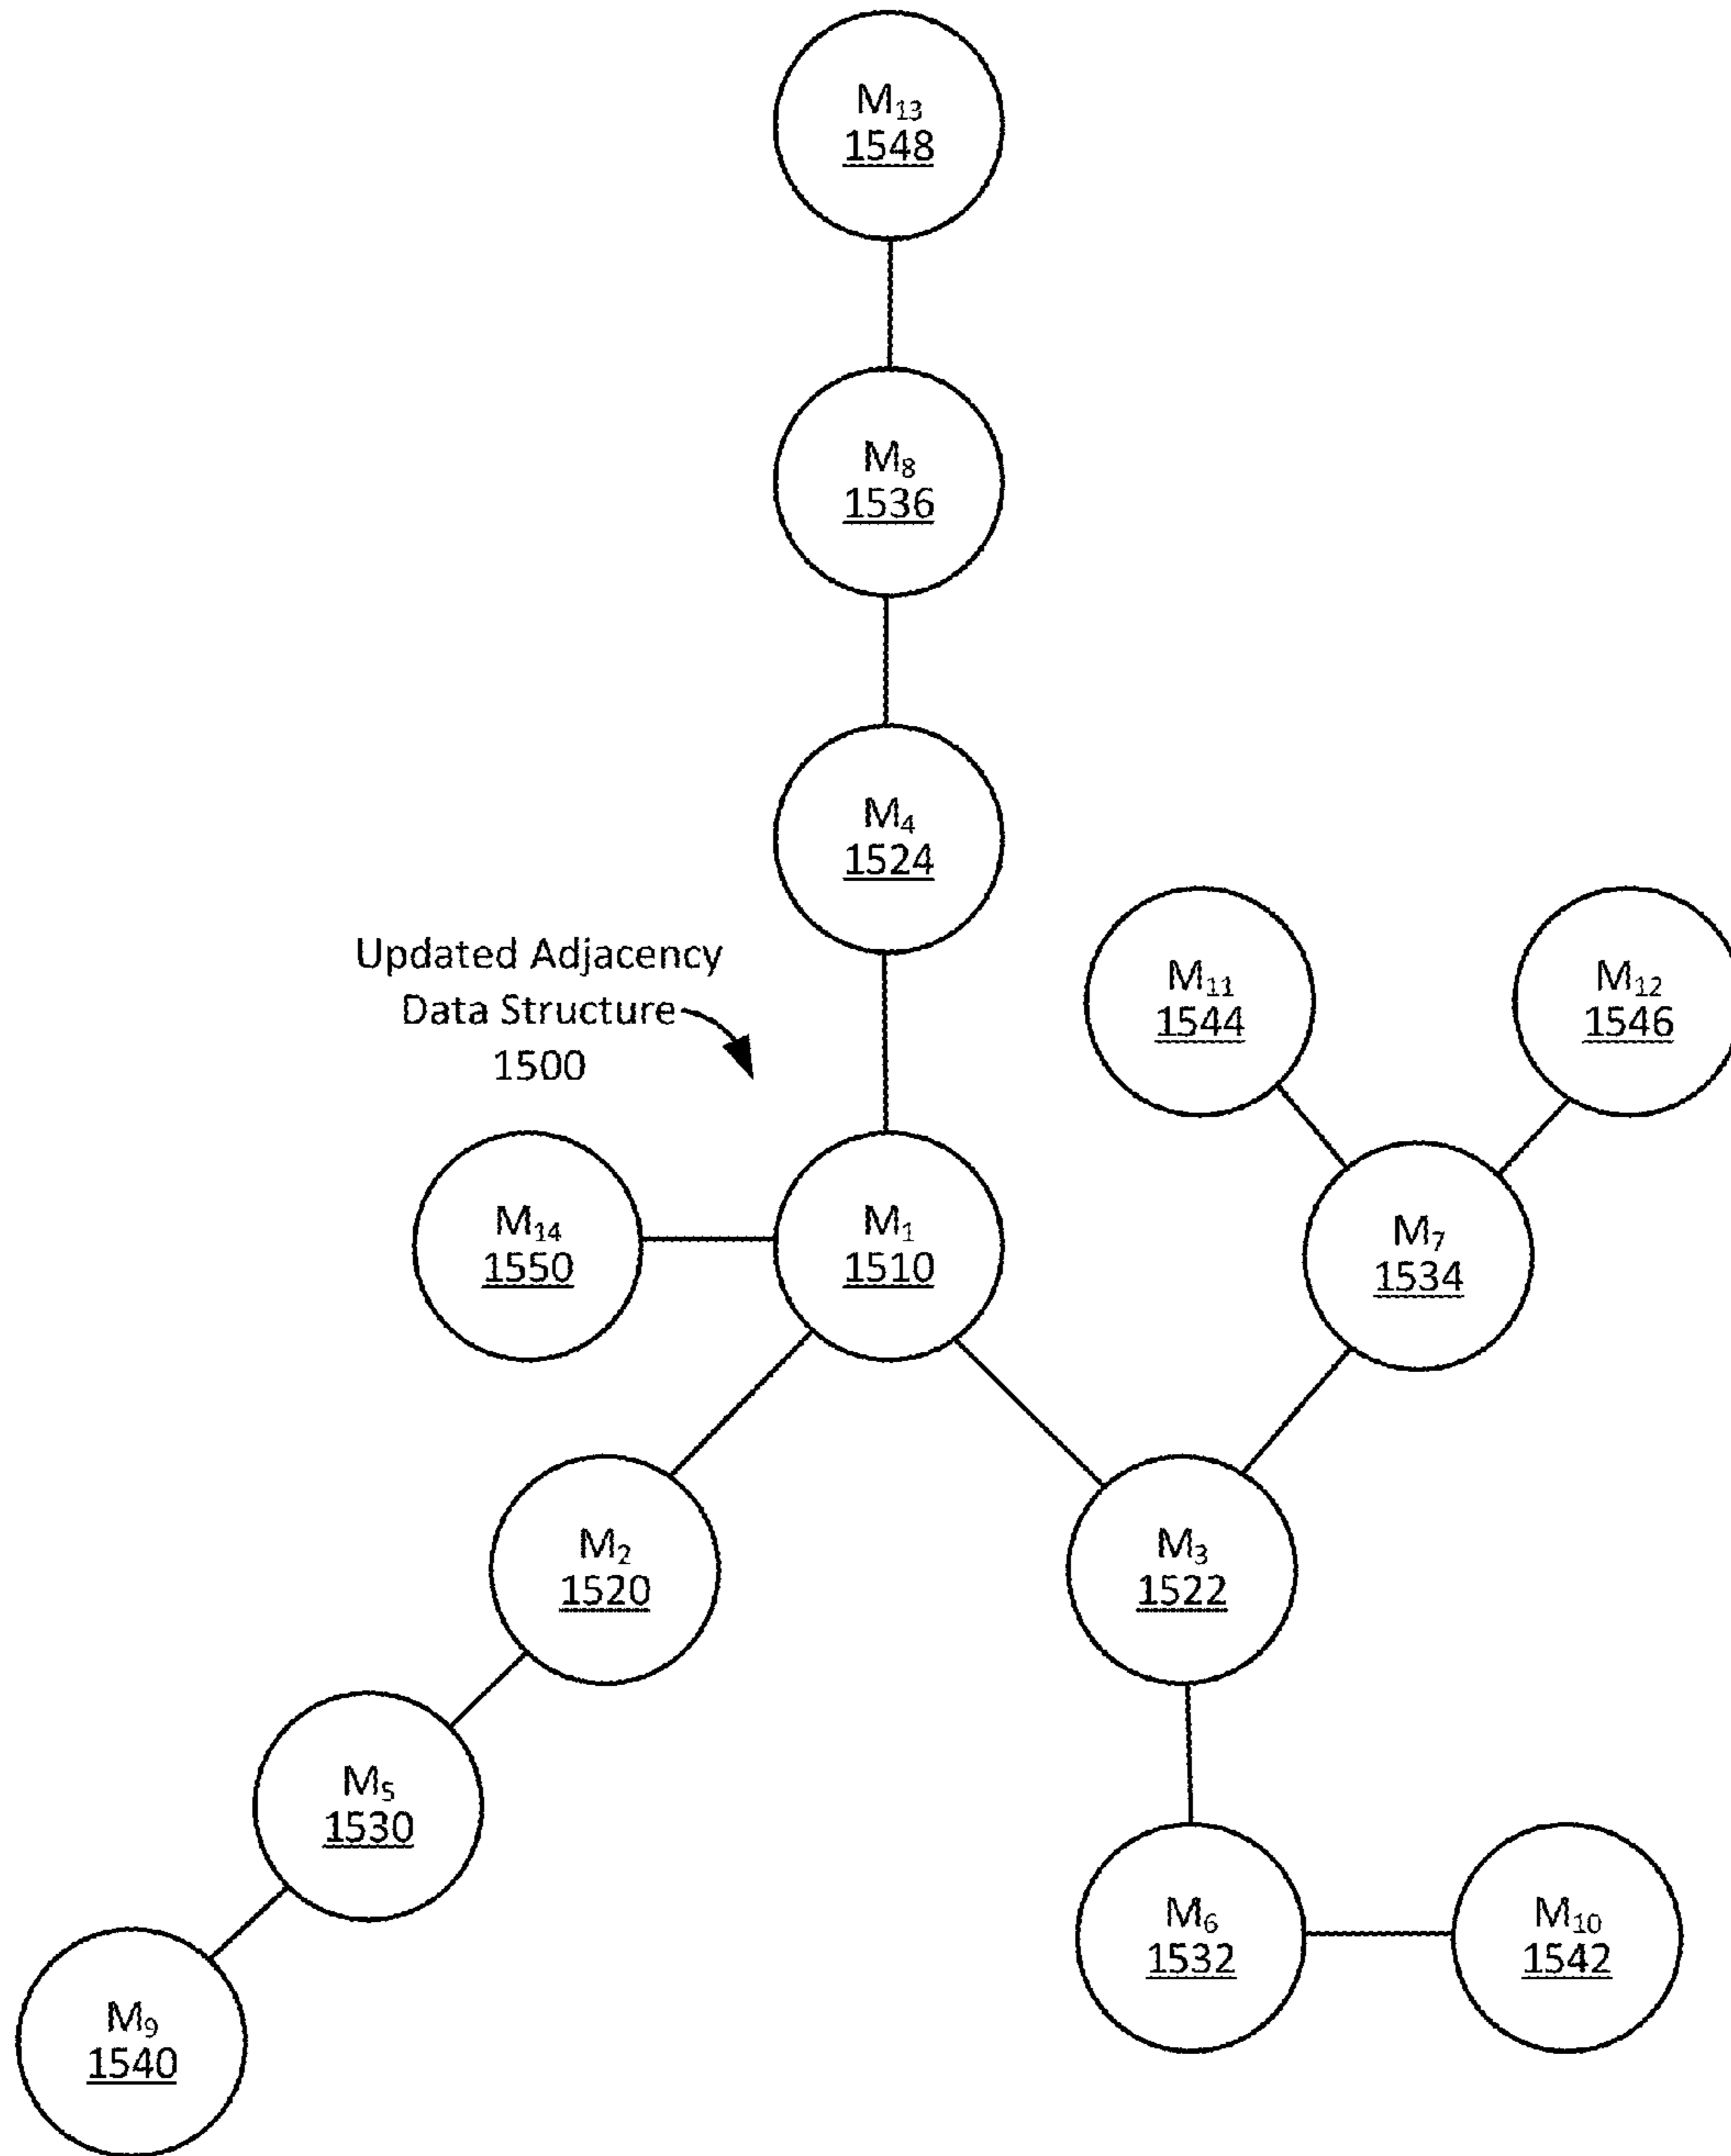 M₁₃
1548
M₈
1536
M₄
1524
Updated Adjacency
Data Structure
1500
M₁₁
1544
M₁₂
1546
M₁₄
1550
M₁
1510
M₇
1534
M₂
1520
M₃
1522
M₅
1530
M₆
1532
M₁₀
1542
M₉
1540